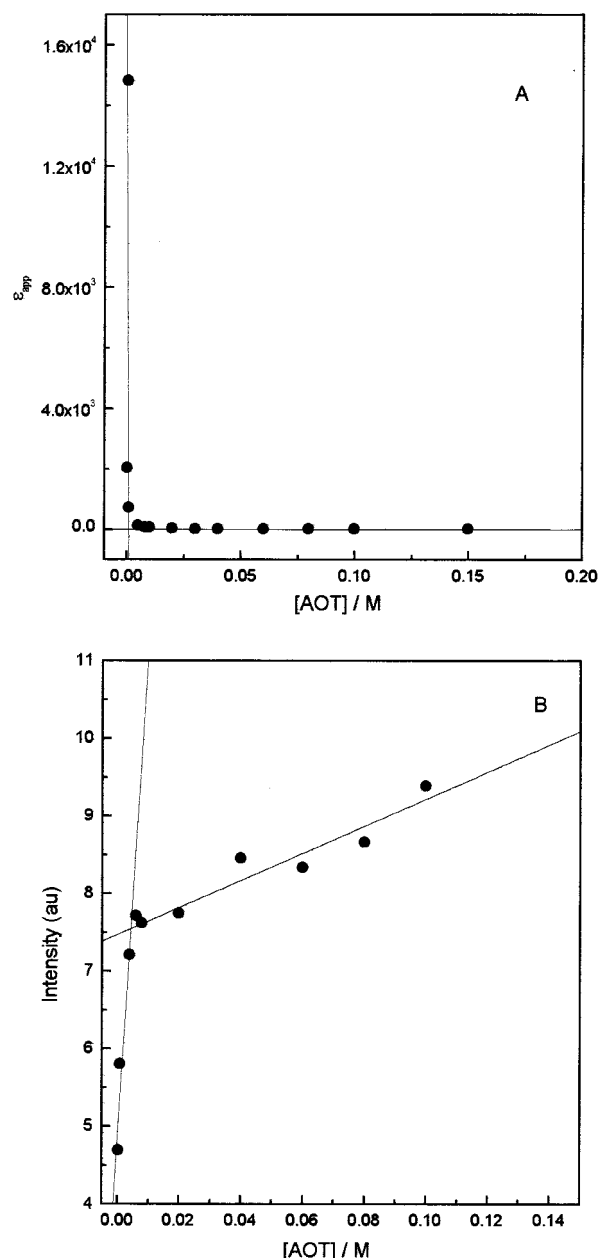 A
1.6x10⁴
1.2x10⁴
8.0x10³
4.0x10³
0.0
εapp
0.00 0.05 0.10 0.15 0.20
[AOT] / M
B
11
10
9
8
7
6
5
4
Intensity (au)
0.00 0.02 0.04 0.06 0.08 0.10 0.12 0.14
[AOT] / M